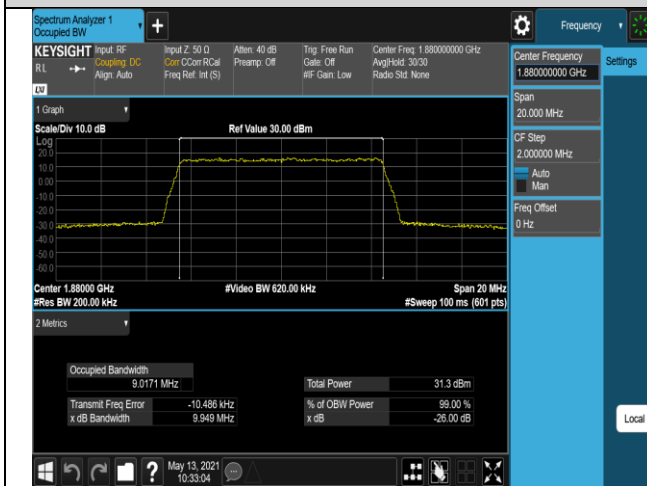 Spectrum Analyzer 1
Occupied BW
Frequency
KEYSIGHT
R L
LXI
Input: RF
Coupling: DC
Align: Auto
Input Z: 50 Ω
Corr CCorr RCal
Freq Ref: Int (S)
Atten: 40 dB
Preamp: Off
Trig: Free Run
Gate: Off
#IF Gain: Low
Center Freq: 1.880000000 GHz
Avg|Hold: 30/30
Radio Std: None
Center Frequency
1.880000000 GHz
Settings
Span
20.000 MHz
CF Step
2.000000 MHz
Auto
Man
Freq Offset
0 Hz
Local
1 Graph
Scale/Div 10.0 dB
Ref Value 30.00 dBm
Log
20.0
10.0
0.00
-10.0
-20.0
-30.0
-40.0
-50.0
-60.0
Center 1.88000 GHz
#Video BW 620.00 kHz
Span 20 MHz
#Res BW 200.00 kHz
#Sweep 100 ms (601 pts)
2 Metrics
Occupied Bandwidth
9.0171 MHz
Total Power
31.3 dBm
Transmit Freq Error
-10.486 kHz
% of OBW Power
99.00 %
x dB Bandwidth
9.949 MHz
x dB
-26.00 dB
May 13, 2021
10:33:04